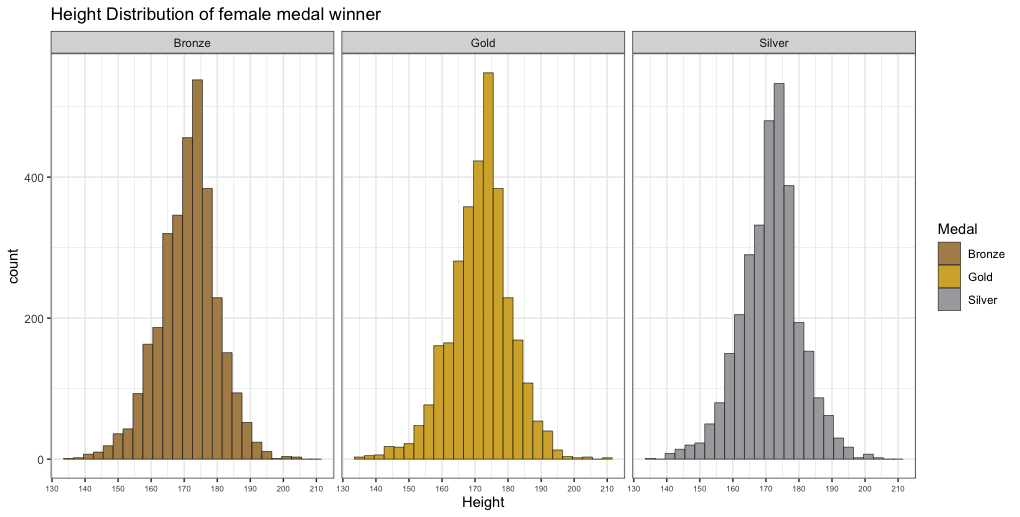 Height Distribution of female medal winner
Bronze Gold Silver
400
200
0
count
130 140 150 160 170 180 190 200 210 130 140 150 160 170 180 190 200 210 130 140 150 160 170 180 190 200 210
Height
Medal
Bronze
Gold
Silver